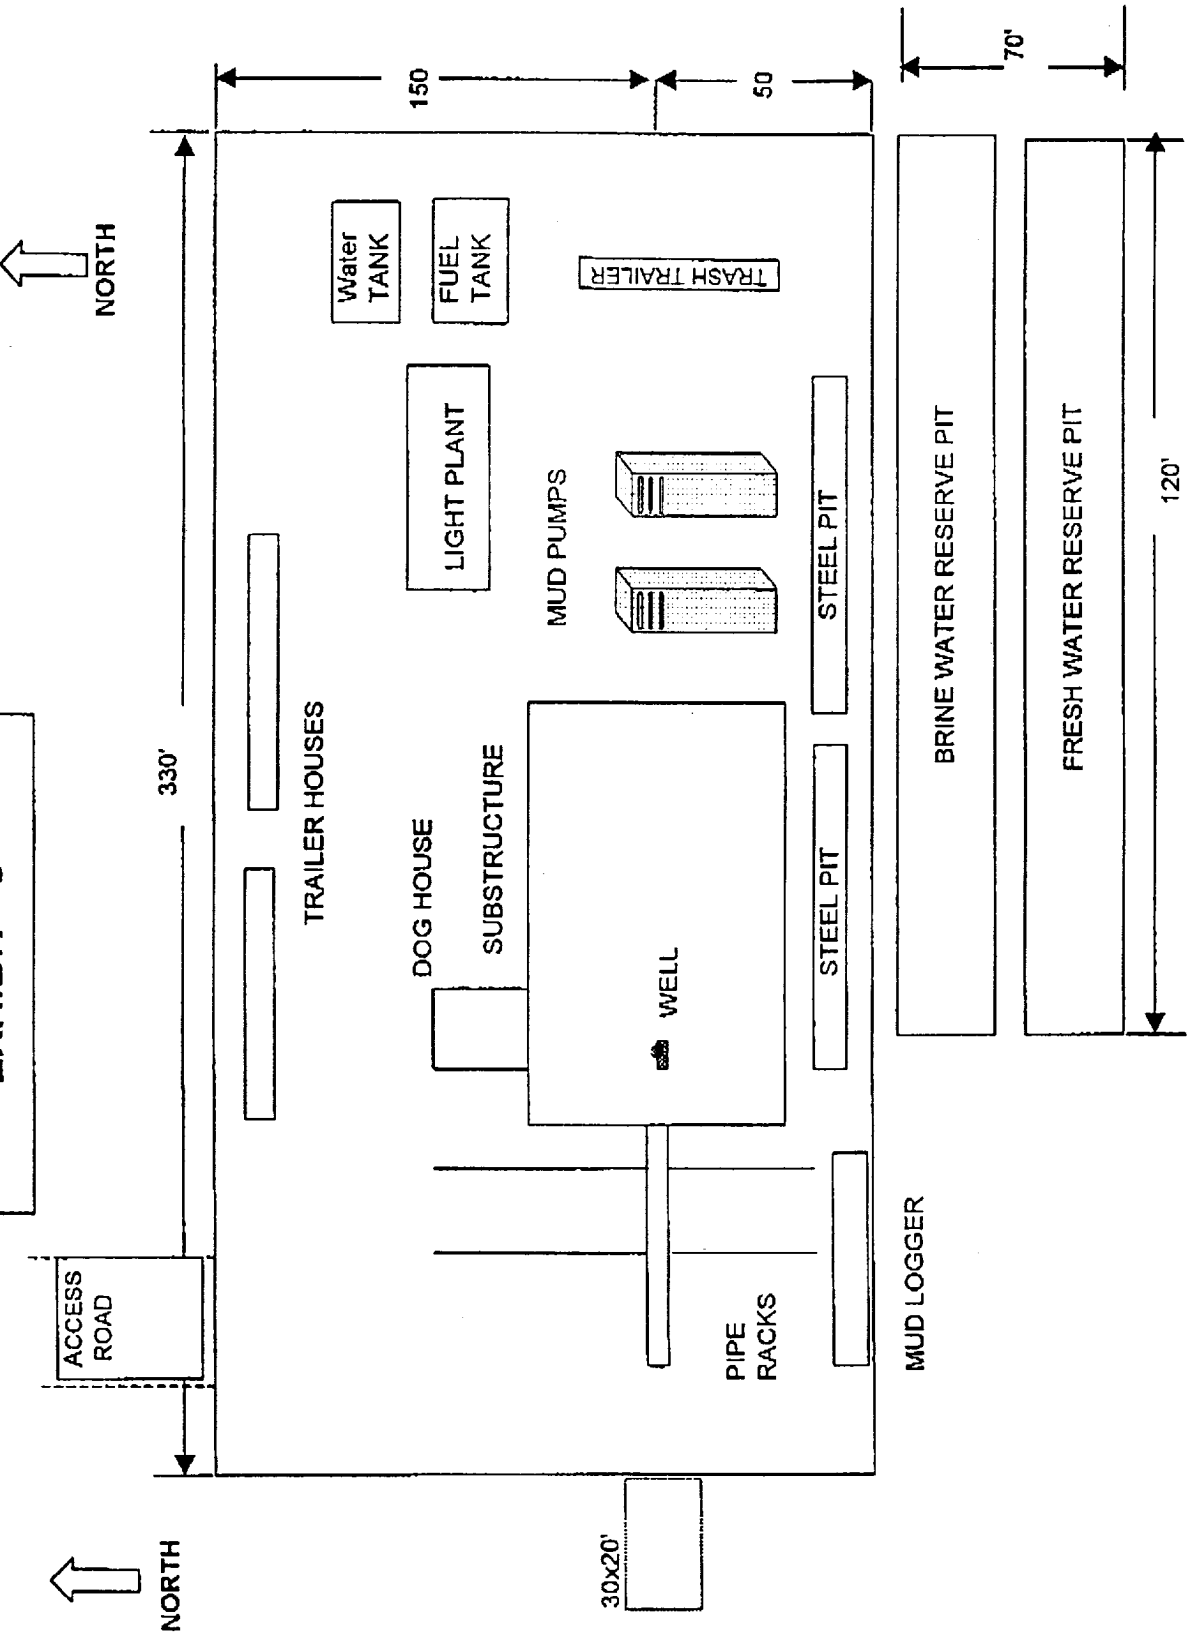 NORTH
NORTH
ACCESS
ROAD
330'
150
50
70'
TRAILER HOUSES
Water
TANK
FUEL
TANK
LIGHT PLANT
DOG HOUSE
SUBSTRUCTURE
MUD PUMPS
TRASH TRAILER
WELL
PIPE
RACKS
STEEL PIT
STEEL PIT
MUD LOGGER
30x20'
BRINE WATER RESERVE PIT
FRESH WATER RESERVE PIT
120'